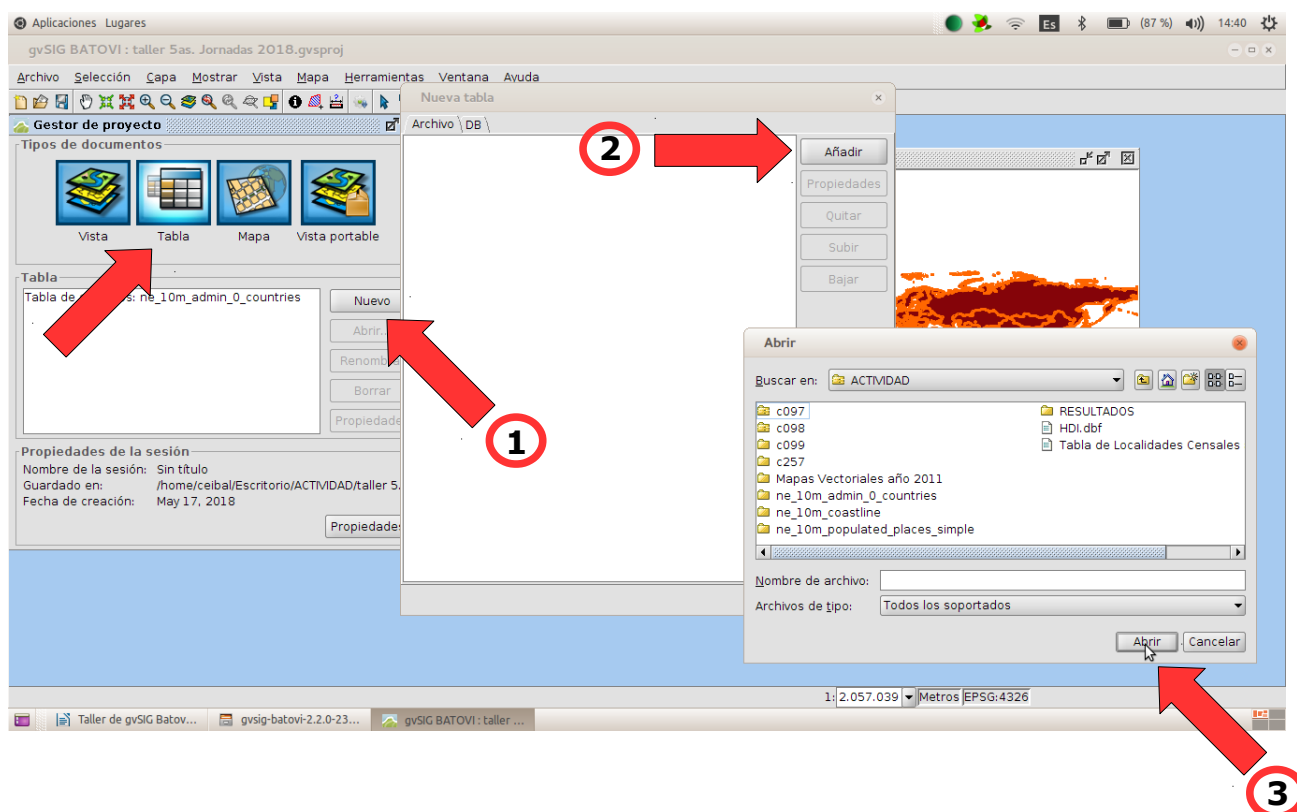 Aplicaciones Lugares
Es (87 %) 14:40
gvSIG BATOVI : taller 5as. Jornadas 2018.gvsproj
Archivo Selección Capa Mostrar Vista Mapa Herramientas Ventana Ayuda
Gestor de proyecto
Tipos de documentos
Vista Tabla Mapa Vista portable
Tabla
Tabla de ne_10m_admin_0_countries
Nuevo
Abrir...
Borrar
Propiedades de la sesión
Nombre de la sesión: Sin título
Guardado en: /home/ceibal/Escritorio/ACTIVIDAD/taller 5.
Fecha de creación: May 17, 2018
Propiedades
1
Nueva tabla
Archivo DB
2
Añadir
Propiedades
Quitar
Subir
Bajar
Abrir
Buscar en: ACTIVIDAD
c097
c098
c099
c257
Mapas Vectoriales año 2011
ne_10m_admin_0_countries
ne_10m_coastline
ne_10m_populated_places_simple
RESULTADOS
HDI.dbf
Tabla de Localidades Censales
Nombre de archivo:
Archivos de tipo: Todos los soportados
Abrir Cancelar
1: 2.057.039 Metros EPSG:4326
Taller de gvSIG Batov... gvsig-batovi-2.2.0-23... gvSIG BATOVI : taller ...
3